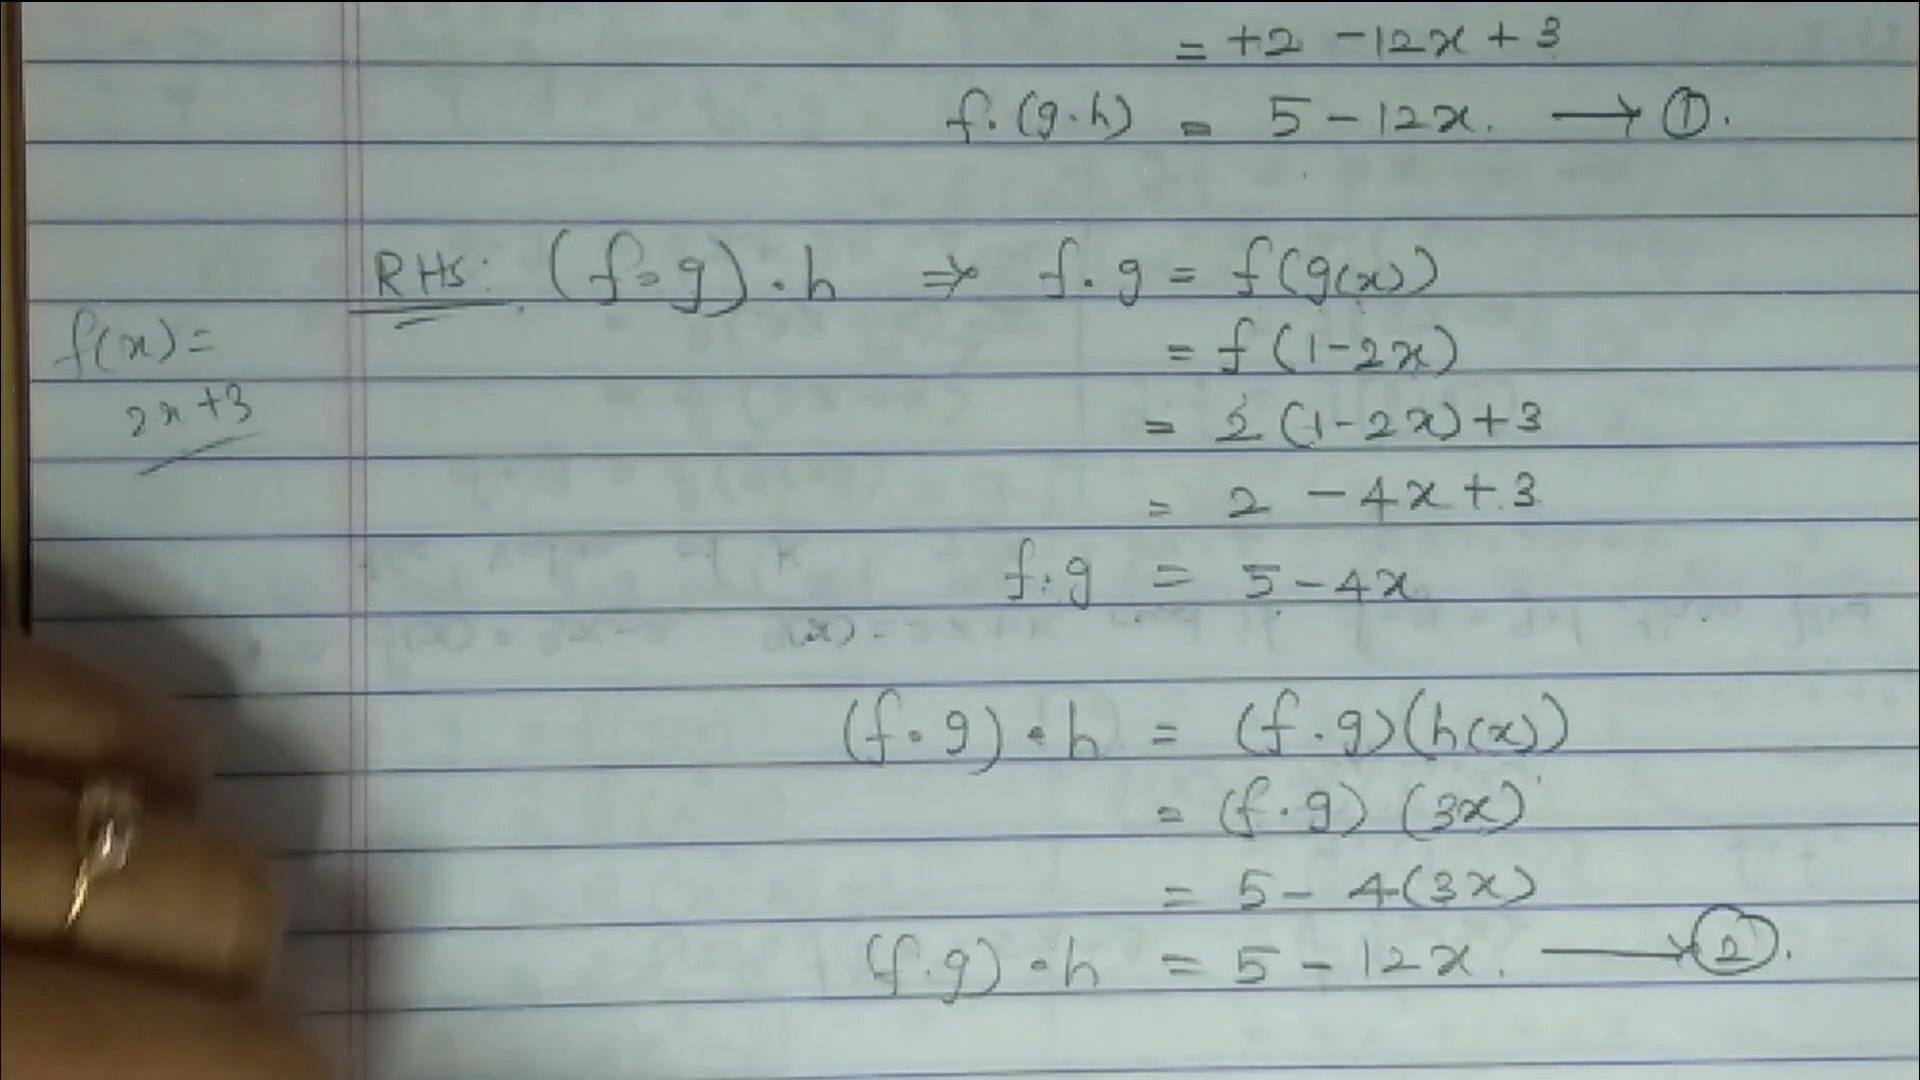 = +2 -12x + 3
f.(g.h) = 5 - 12x. → ①.
RHS: (f∘g)∘h ⇒ f.g = f(g(x))
f(x)=
2x+3
= f(1-2x)
= 2(1-2x)+3
= 2 - 4x + 3
f.g = 5 - 4x
(f∘g)∘h = (f.g)(h(x))
= (f.g) (3x)
= 5 - 4(3x)
(f.g)∘h = 5 - 12x. → ②.